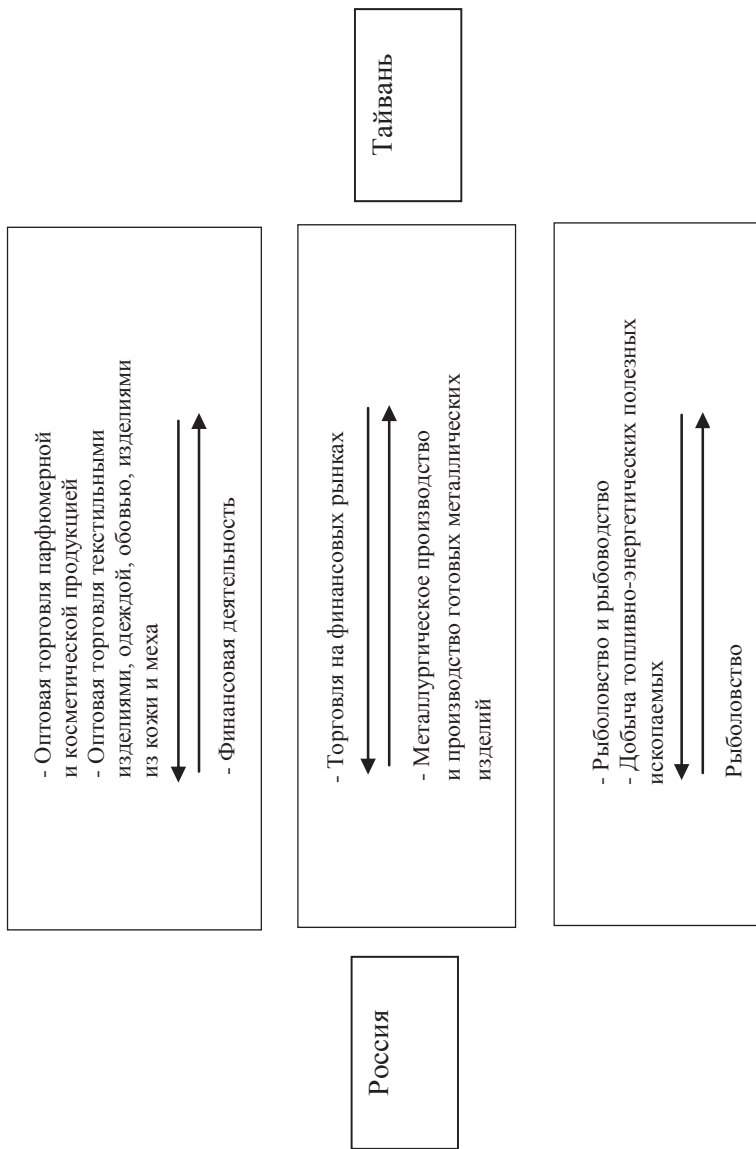 - Оптовая торговля парфюмерной
и косметической продукцией
- Оптовая торговля текстильными
изделиями, одеждой, обовью, изделиями
из кожи и меха
- Финансовая деятельность
Россия
- Торговля на финансовых рынках
- Металлургическое производство
и производство готовых металлических
изделий
Тайвань
- Рыболовство и рыбоводство
- Добыча топливно-энергетических полезных
ископаемых
Рыболовство